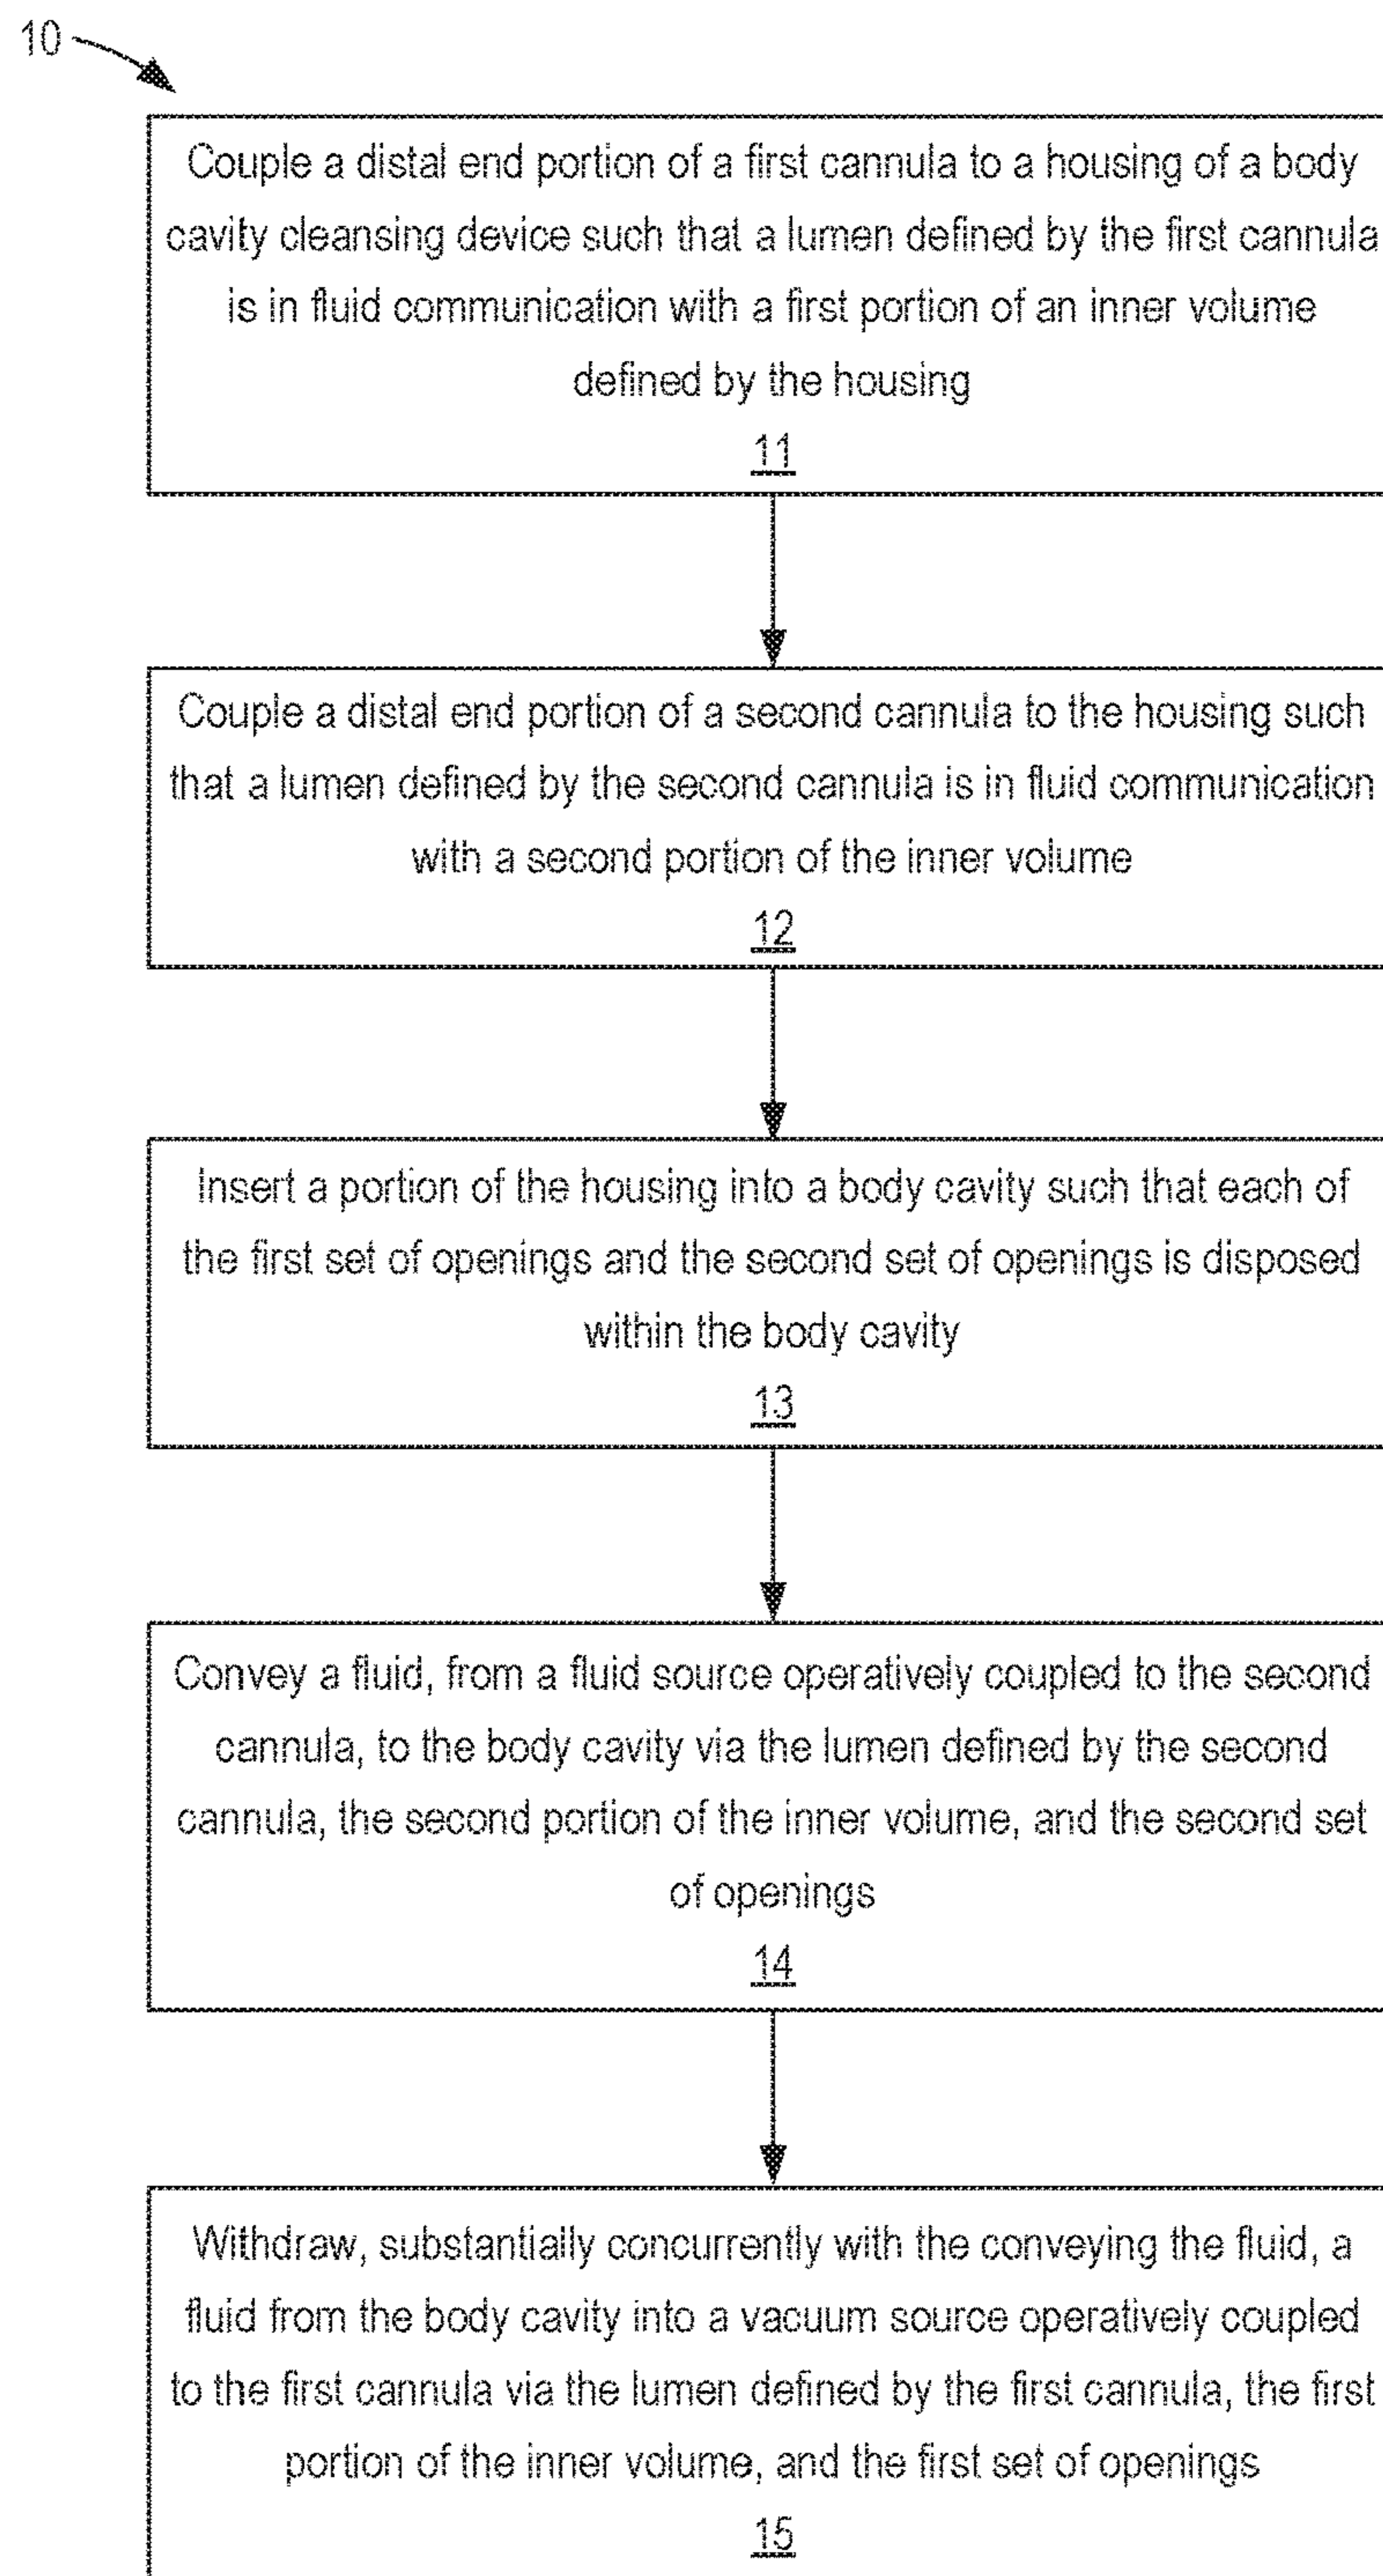 10
Couple a distal end portion of a first cannula to a housing of a body
cavity cleansing device such that a lumen defined by the first cannula
is in fluid communication with a first portion of an inner volume
defined by the housing
11
Couple a distal end portion of a second cannula to the housing such
that a lumen defined by the second cannula is in fluid communication
with a second portion of the inner volume
12
Insert a portion of the housing into a body cavity such that each of
the first set of openings and the second set of openings is disposed
within the body cavity
13
Convey a fluid, from a fluid source operatively coupled to the second
cannula, to the body cavity via the lumen defined by the second
cannula, the second portion of the inner volume, and the second set
of openings
14
Withdraw, substantially concurrently with the conveying the fluid, a
fluid from the body cavity into a vacuum source operatively coupled
to the first cannula via the lumen defined by the first cannula, the first
portion of the inner volume, and the first set of openings
15